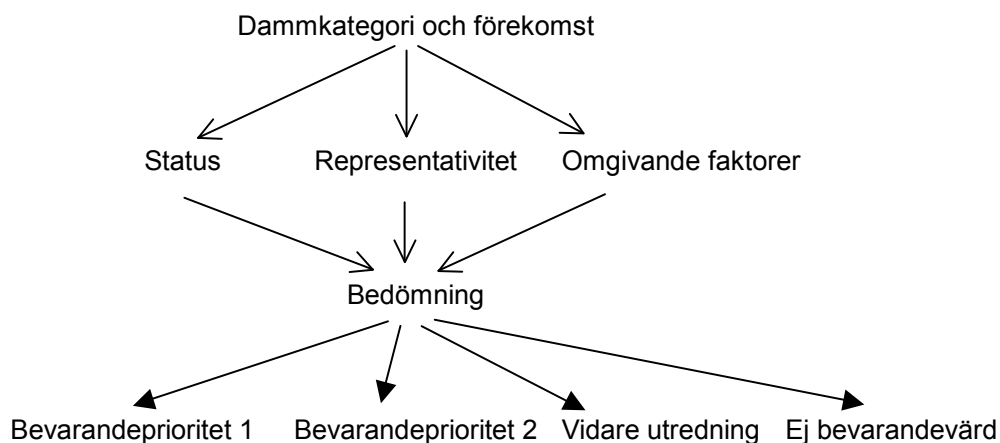 Dammkategori och förekomst
Status Representativitet Omgivande faktorer
Bedömning
Bevarandeprioritet 1 Bevarandeprioritet 2 Vidare utredning Ej bevarandevärd